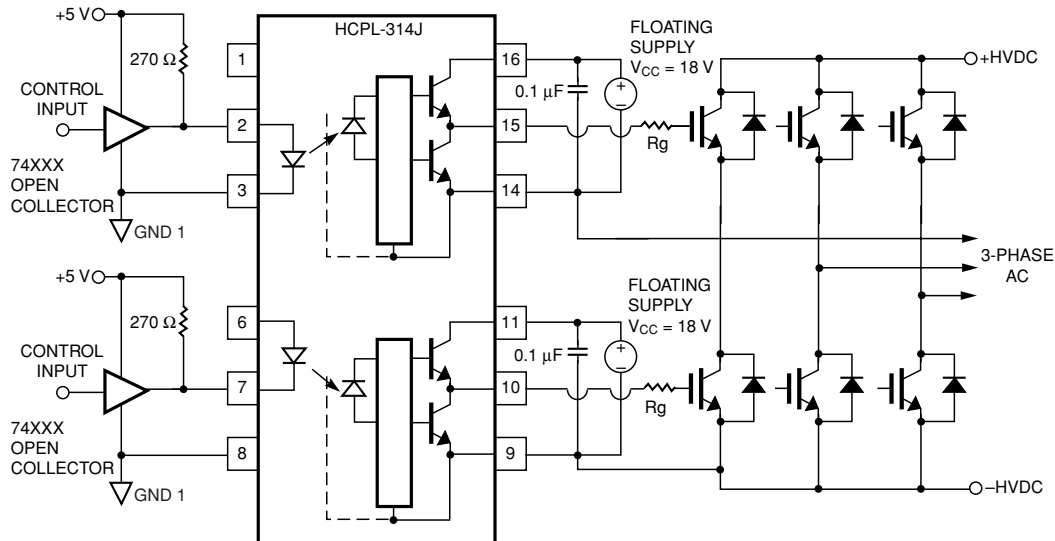 +5 V
HCPL-314J
FLOATING
SUPPLY
VCC = 18 V
270 Ω
1
16
+HVDC
CONTROL
INPUT
0.1 µF
+
–
2
15
Rg
74XXX
OPEN
COLLECTOR
3
14
GND 1
3-PHASE
AC
+5 V
FLOATING
SUPPLY
VCC = 18 V
270 Ω
6
11
CONTROL
INPUT
0.1 µF
+
–
7
10
Rg
74XXX
OPEN
COLLECTOR
8
9
GND 1
–HVDC